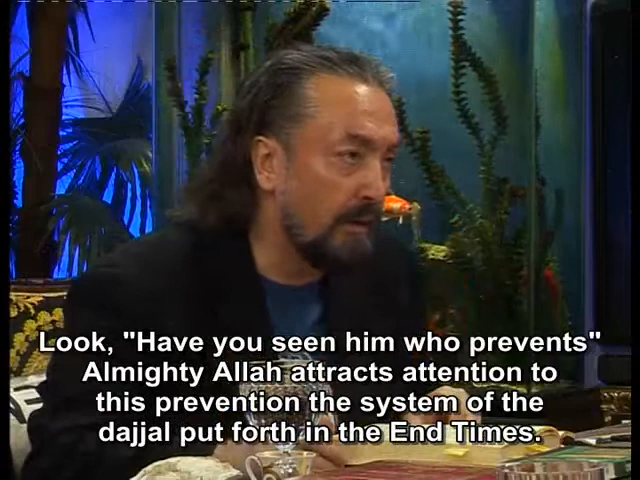 Look, "Have you seen him who prevents"
Almighty Allah attracts attention to
this prevention the system of the
dajjal put forth in the End Times.